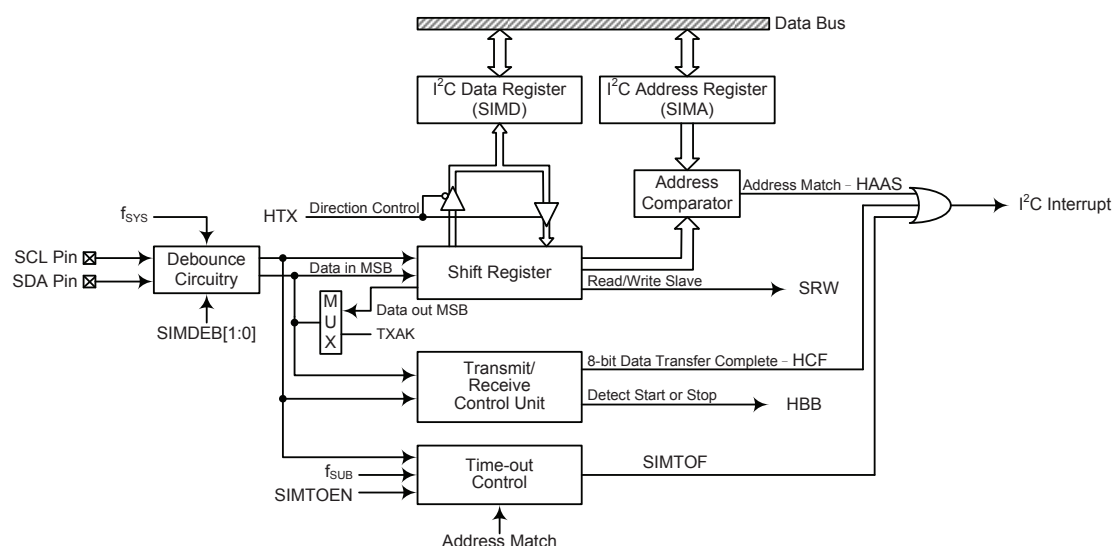 Data Bus
I²C Data Register
(SIMD)
I²C Address Register
(SIMA)
Address
Comparator
Address Match – HAAS
I²C Interrupt
HTX
Direction Control
fSYS
SCL Pin
SDA Pin
Debounce
Circuitry
SIMDEB[1:0]
Data in MSB
Shift Register
Read/Write Slave
SRW
MUX
Data out MSB
TXAK
Transmit/
Receive
Control Unit
8-bit Data Transfer Complete – HCF
Detect Start or Stop
HBB
fSUB
SIMTOEN
Time-out
Control
SIMTOF
Address Match